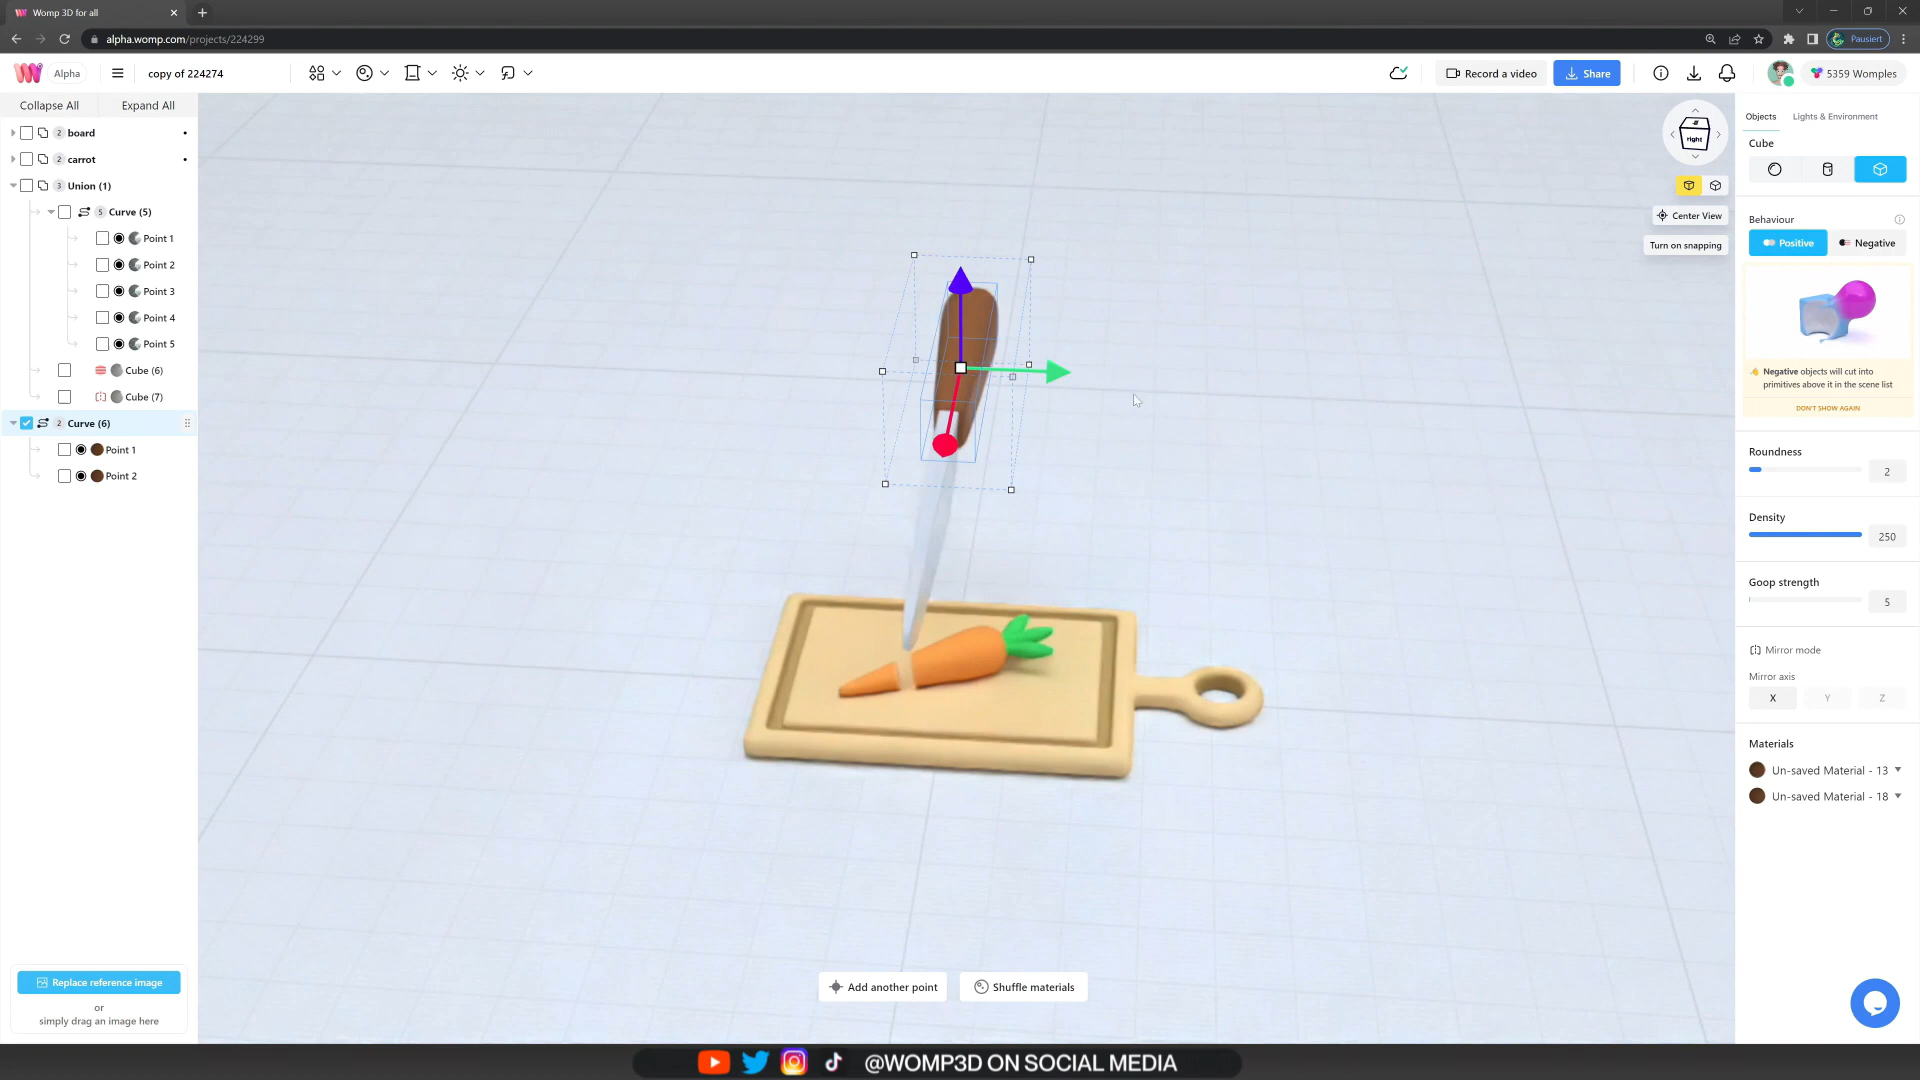 Womp 3D for all
alpha.womp.com/projects/224299
Pausiert
Alpha
copy of 224274
Record a video
Share
5359 Womples
Collapse All
Expand All
2 board
2 carrot
3 Union (1)
5 Curve (5)
Point 1
Point 2
Point 3
Point 4
Point 5
Cube (6)
Cube (7)
2 Curve (6)
Point 1
Point 2
Replace reference image
or
simply drag an image here
right
Center View
Turn on snapping
Add another point
Shuffle materials
Objects
Lights & Environment
Cube
Behaviour
Positive
Negative
Negative objects will cut into
primitives above it in the scene list
DON'T SHOW AGAIN
Roundness
2
Density
250
Goop strength
5
Mirror mode
Mirror axis
X
Y
Z
Materials
Un-saved Material - 13
Un-saved Material - 18
@WOMP3D ON SOCIAL MEDIA